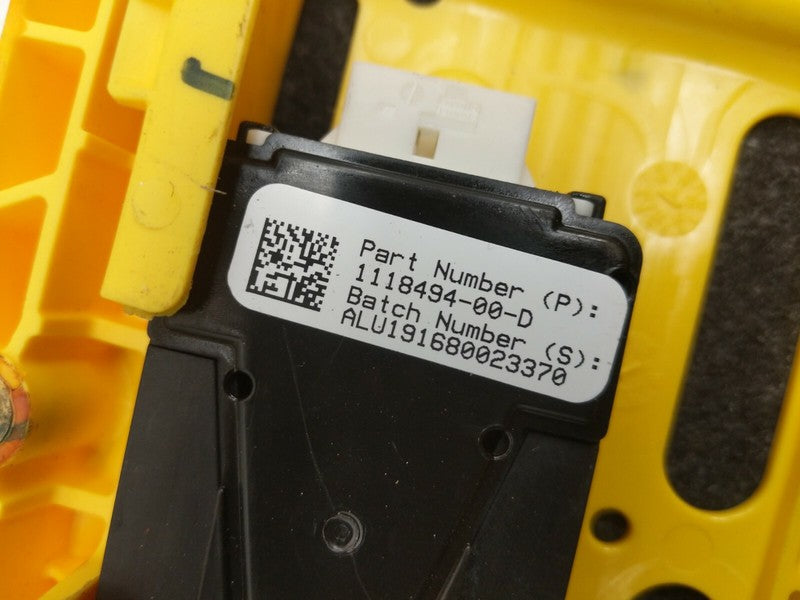 Part Number (P):
1118494-00-D
Batch Number (S):
ALU191680023370